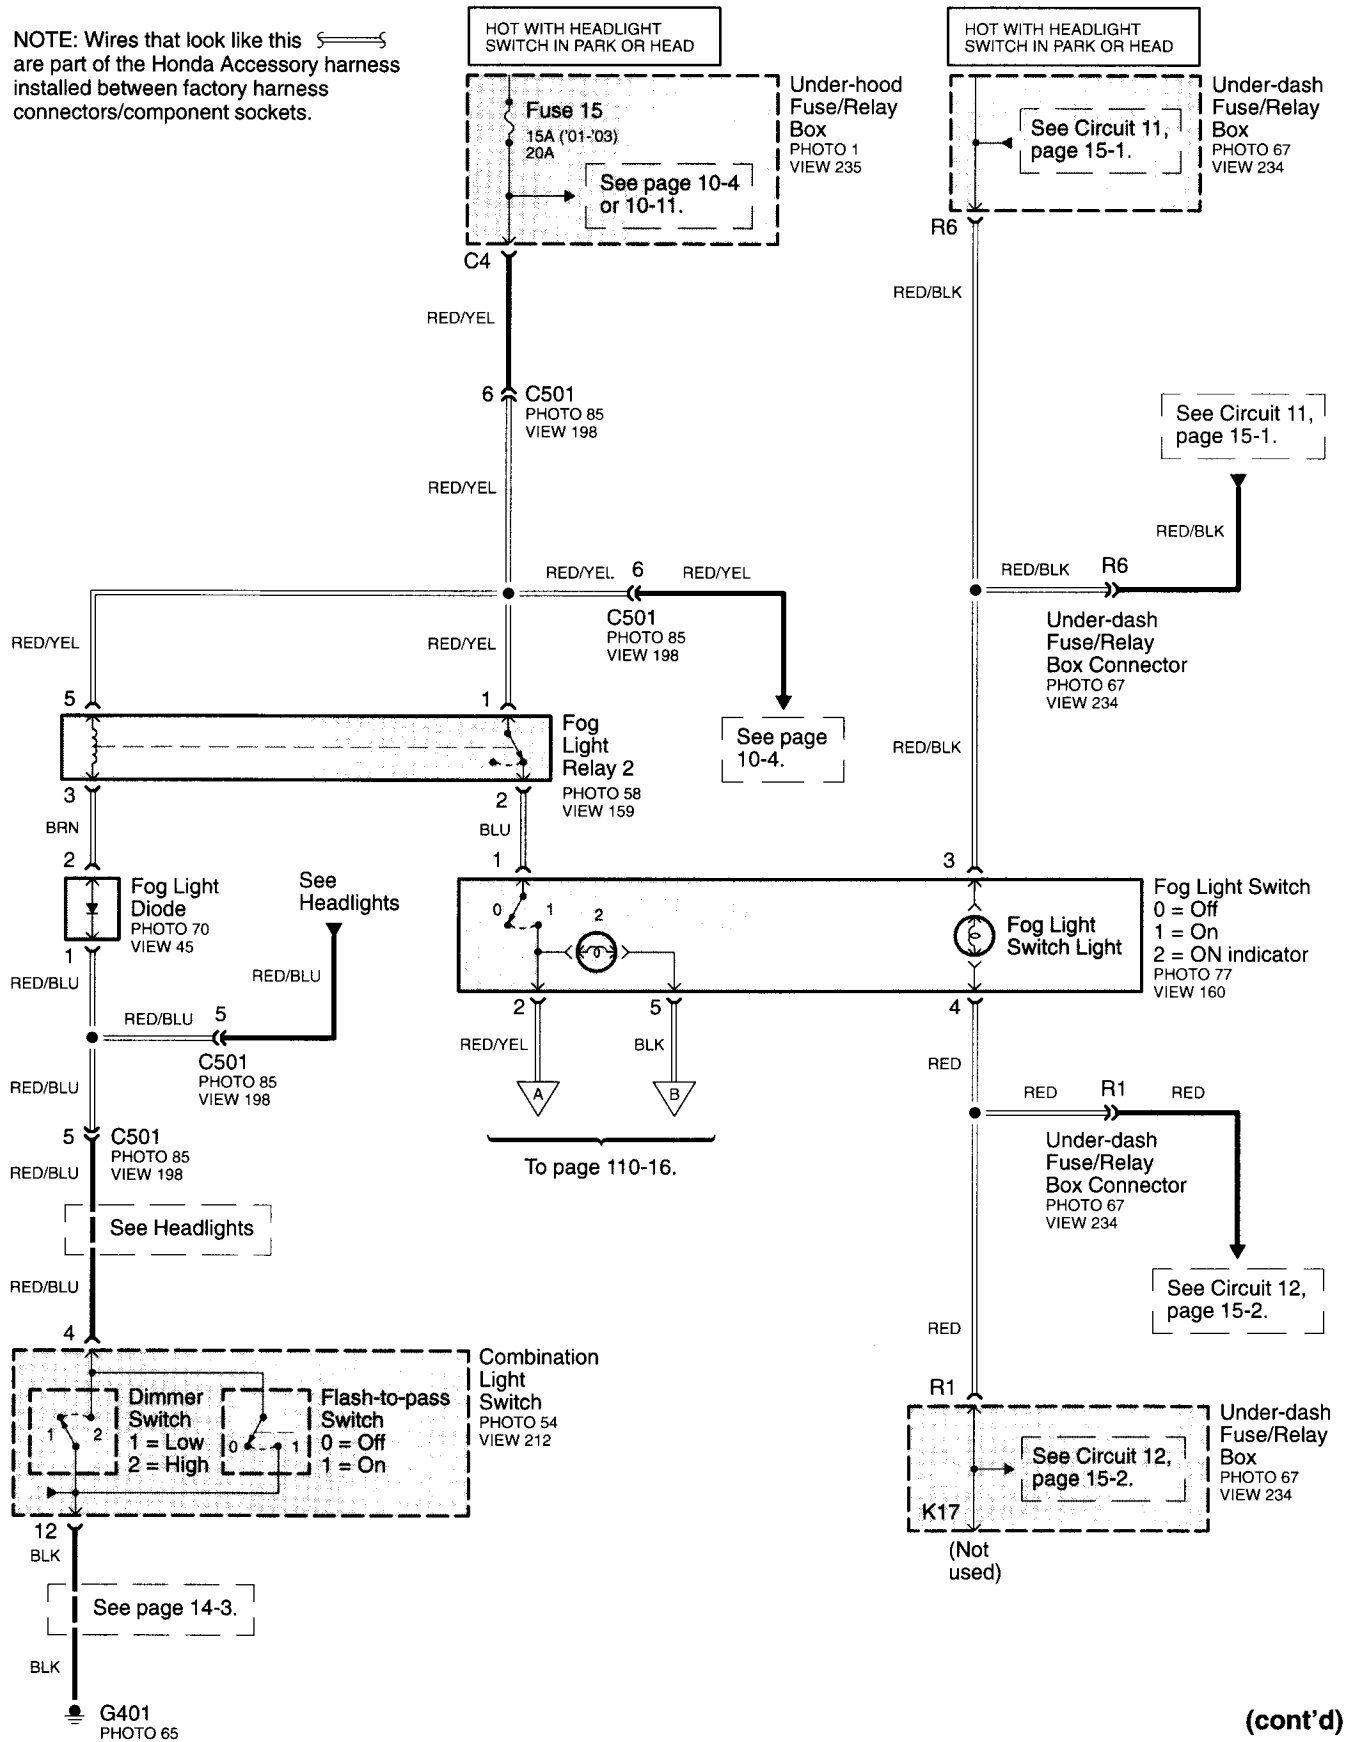 NOTE: Wires that look like this
are part of the Honda Accessory harness
installed between factory harness
connectors/component sockets.
HOT WITH HEADLIGHT
SWITCH IN PARK OR HEAD
Fuse 15
15A ('01-'03)
20A
See page 10-4
or 10-11.
Under-hood
Fuse/Relay
Box
PHOTO 1
VIEW 235
HOT WITH HEADLIGHT
SWITCH IN PARK OR HEAD
See Circuit 11,
page 15-1.
Under-dash
Fuse/Relay
Box
PHOTO 67
VIEW 234
C4
R6
RED/YEL
RED/BLK
6
C501
PHOTO 85
VIEW 198
See Circuit 11,
page 15-1.
RED/YEL
RED/BLK
RED/YEL
6
RED/YEL
C501
PHOTO 85
VIEW 198
RED/BLK
R6
Under-dash
Fuse/Relay
Box Connector
PHOTO 67
VIEW 234
RED/YEL
RED/YEL
5
1
Fog
Light
Relay 2
PHOTO 58
VIEW 159
See page
10-4.
RED/BLK
3
BRN
2
2
BLU
1
3
Fog Light
Diode
PHOTO 70
VIEW 45
See
Headlights
0
1
2
Fog Light
Switch Light
Fog Light Switch
0 = Off
1 = On
2 = ON indicator
PHOTO 77
VIEW 160
1
RED/BLU
RED/BLU
RED/BLU
5
C501
PHOTO 85
VIEW 198
2
5
4
RED/YEL
BLK
RED
A
B
To page 110-16.
RED
R1
RED
Under-dash
Fuse/Relay
Box Connector
PHOTO 67
VIEW 234
RED/BLU
5
C501
PHOTO 85
VIEW 198
RED/BLU
See Headlights
RED/BLU
See Circuit 12,
page 15-2.
RED
4
R1
Dimmer
Switch
1 = Low
2 = High
1
2
Flash-to-pass
Switch
0 = Off
1 = On
0
1
Combination
Light
Switch
PHOTO 54
VIEW 212
See Circuit 12,
page 15-2.
K17
Under-dash
Fuse/Relay
Box
PHOTO 67
VIEW 234
(Not
used)
12
BLK
See page 14-3.
BLK
G401
PHOTO 65
(cont'd)